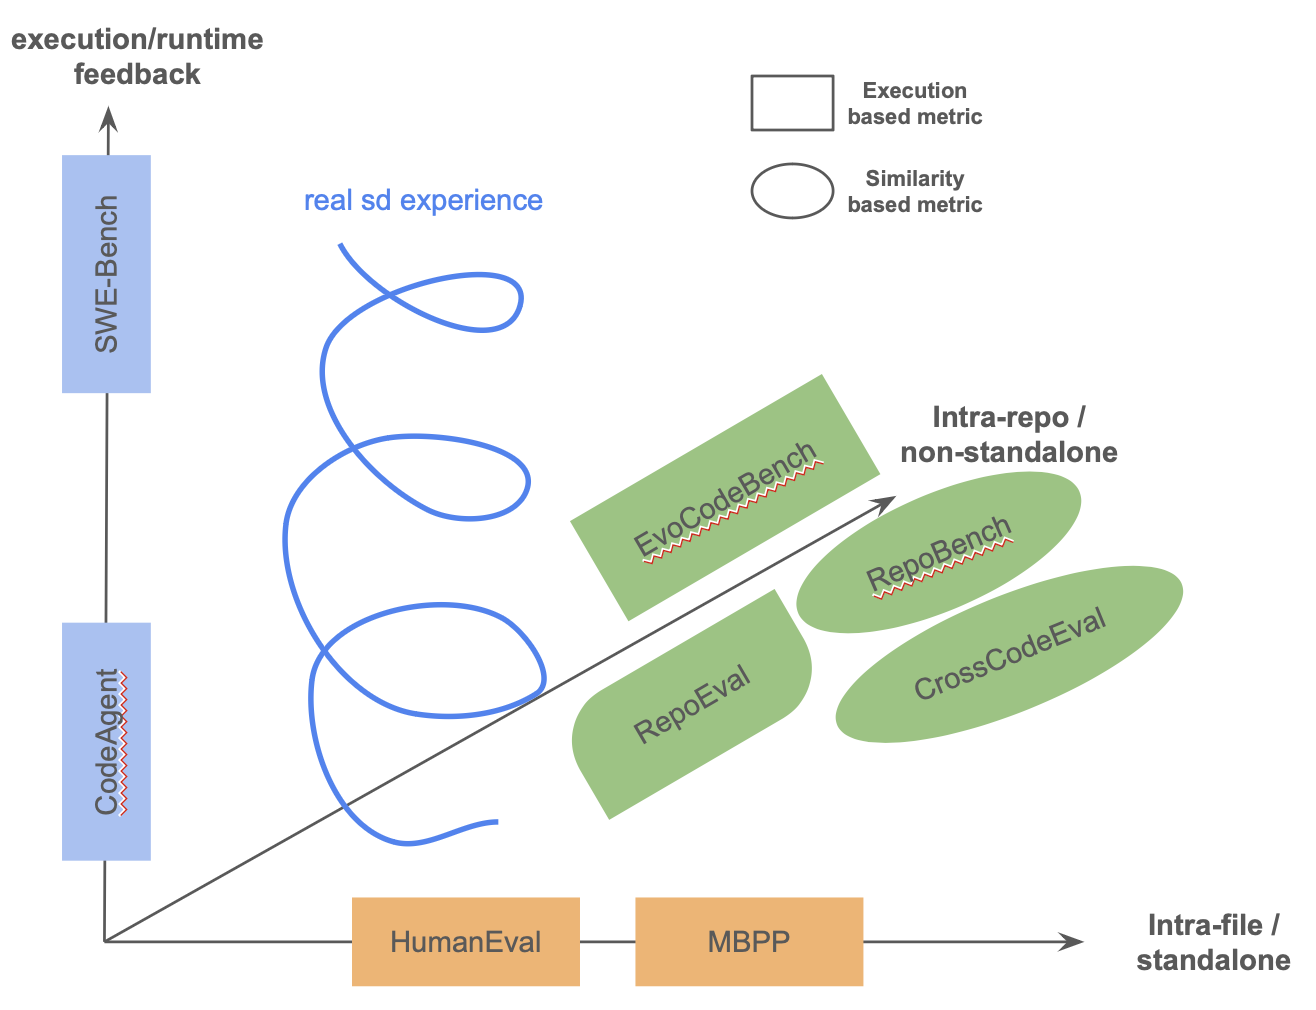 execution/runtime
feedback
Execution
based metric
Similarity
based metric
real sd experience
SWE-Bench
Intra-repo /
non-standalone
EvoCodeBench
RepoBench
CrossCodeEval
RepoEval
CodeAgent
HumanEval
MBPP
Intra-file /
standalone